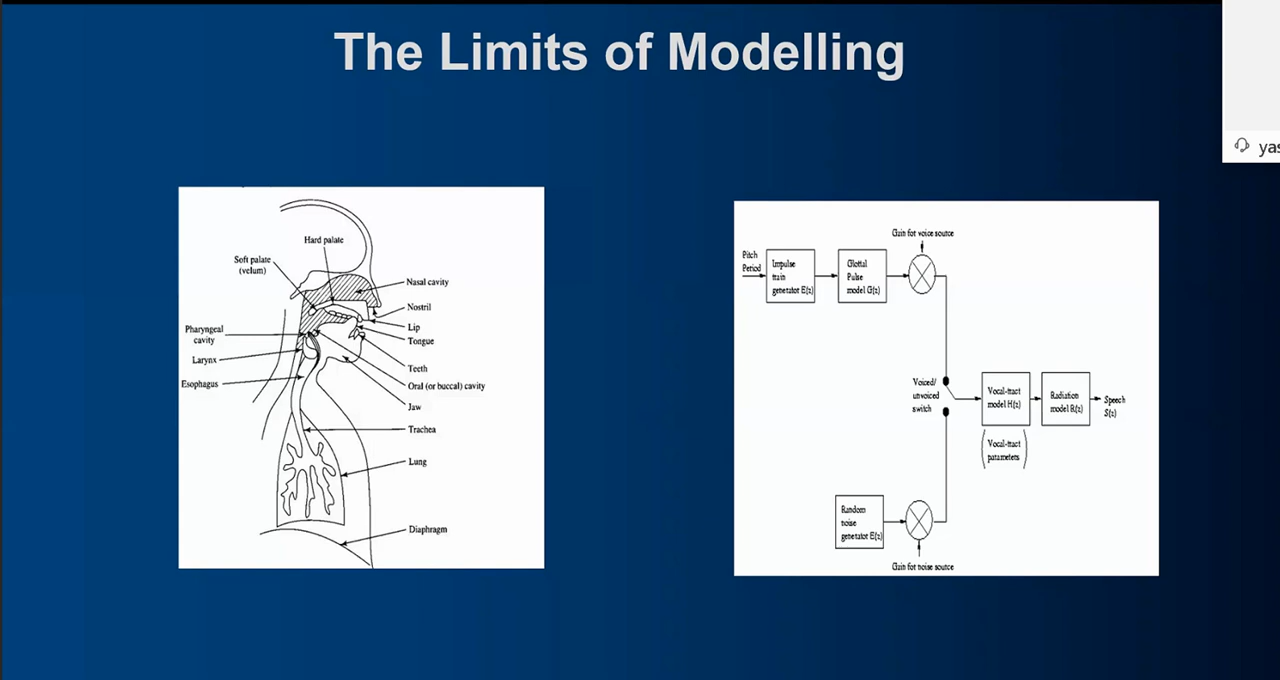 The Limits of Modelling
yas
Hard palate
Soft palate
(velum)
Nasal cavity
Nostril
Lip
Tongue
Pharyngeal
cavity
Larynx
Teeth
Esophagus
Oral (or buccal) cavity
Jaw
Trachea
Lung
Diaphragm
Gain for voice source
Pitch
Period
Impulse
train
generator E(z)
Glottal
Pulse
model G(z)
Voiced/
unvoiced
switch
Vocal-tract
model H(z)
Radiation
model R(z)
Speech
S(z)
Vocal-tract
parameters
Random
noise
generator E(z)
Gain for noise source